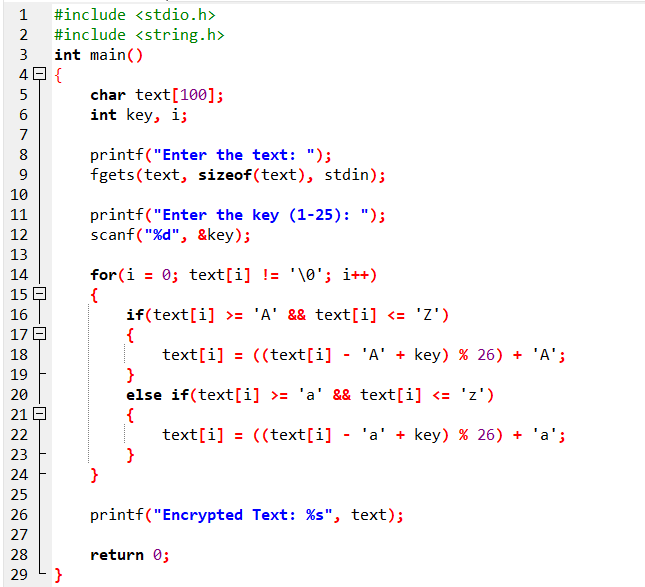 1 #include <stdio.h>
2 #include <string.h>
3 int main()
4 {
5 char text[100];
6 int key, i;
7
8 printf("Enter the text: ");
9 fgets(text, sizeof(text), stdin);
10
11 printf("Enter the key (1-25): ");
12 scanf("%d", &key);
13
14 for(i = 0; text[i] != '\0'; i++)
15 {
16 if(text[i] >= 'A' && text[i] <= 'Z')
17 {
18 text[i] = ((text[i] - 'A' + key) % 26) + 'A';
19 }
20 else if(text[i] >= 'a' && text[i] <= 'z')
21 {
22 text[i] = ((text[i] - 'a' + key) % 26) + 'a';
23 }
24 }
25
26 printf("Encrypted Text: %s", text);
27
28 return 0;
29 }